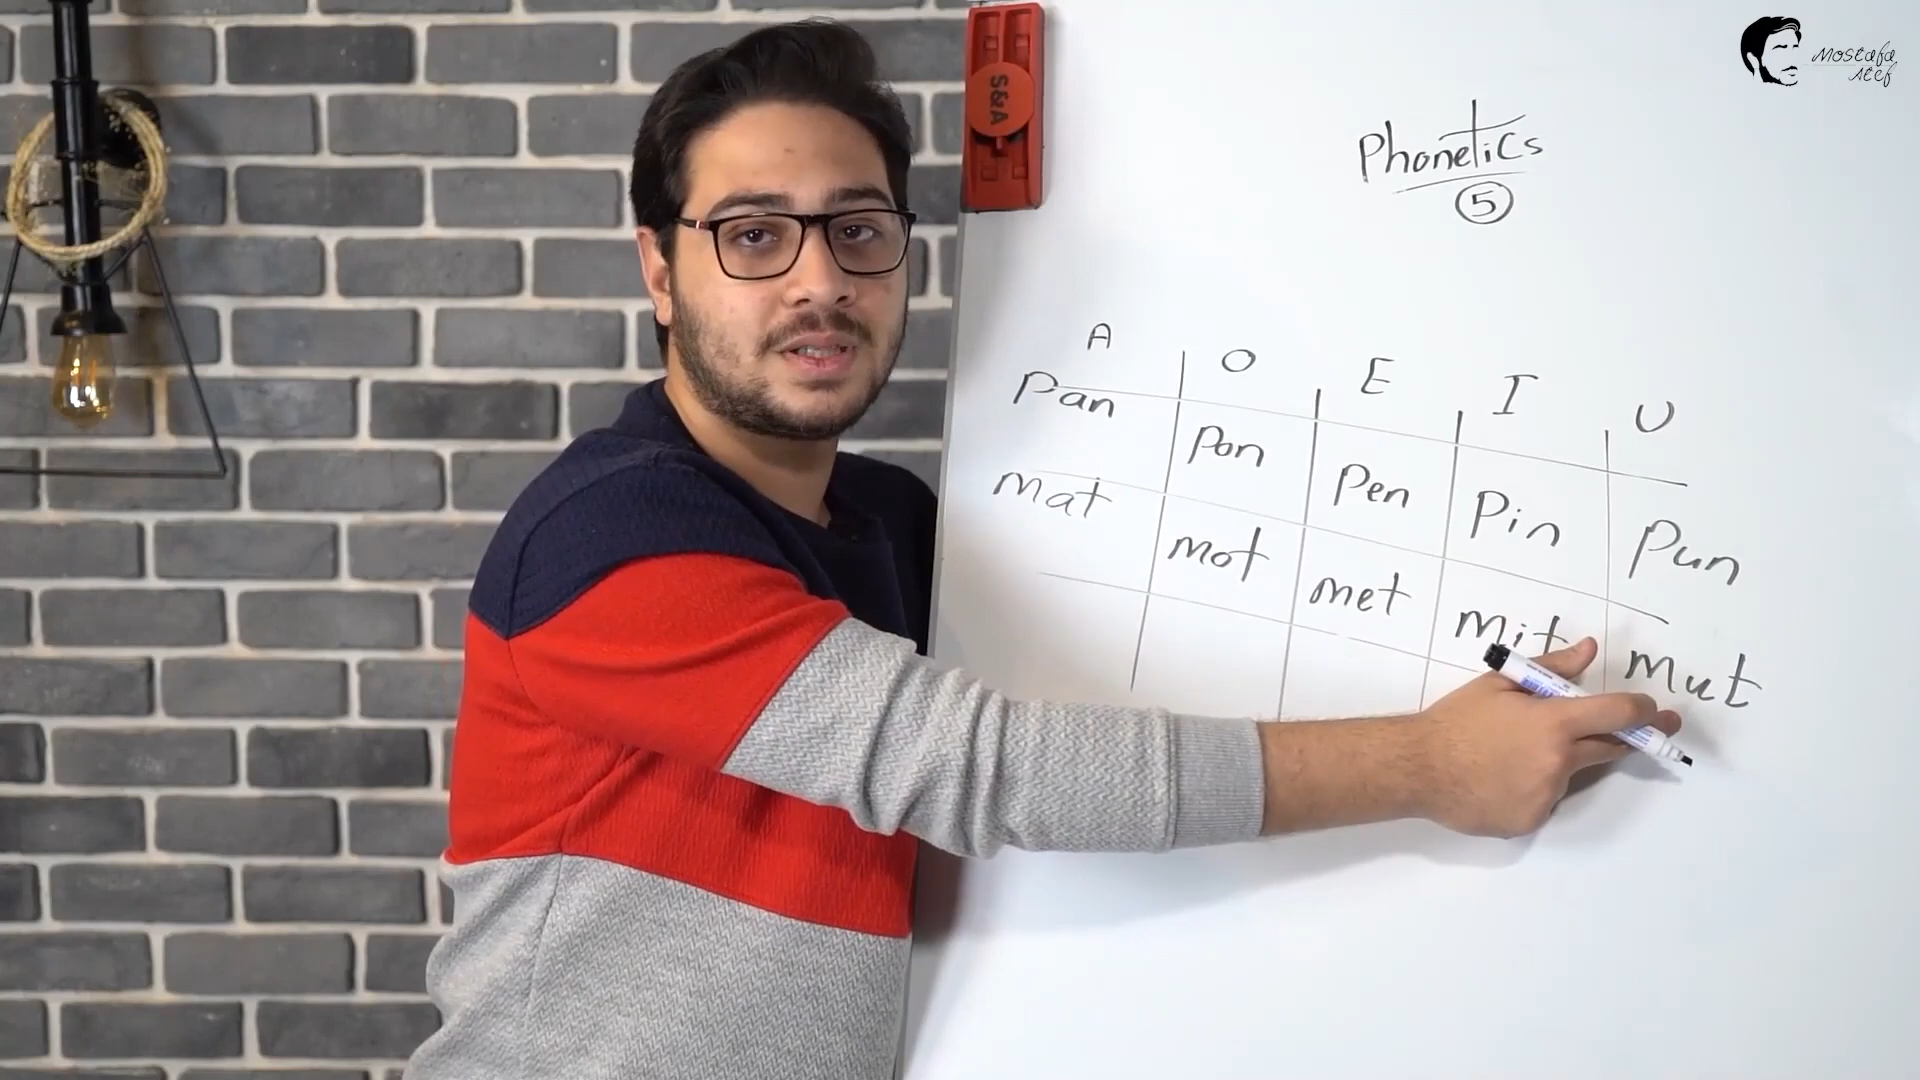 Mostafa
Atef
S&A
Phonetics
5
A O E I U
Pan Pon Pen Pin Pun
mat mot met mit mut